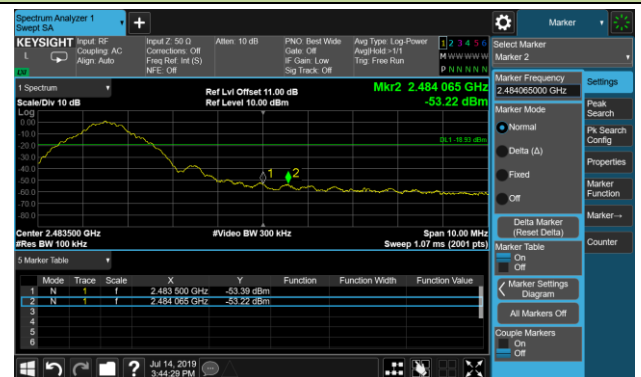 Spectrum Analyzer 1
Swept SA
+
Marker
KEYSIGHT
L
Input: RF
Coupling: AC
Align: Auto
Input Z: 50 Ω
Corrections: Off
Freq Ref: Int (S)
NFE: Off
Atten: 10 dB
PNO: Best Wide
Gate: Off
IF Gain: Low
Sig Track: Off
Avg Type: Log-Power
Avg|Hold:>1/1
Trig: Free Run
1 2 3 4 5 6
M W W W W W
P N N N N N
Select Marker
Marker 2
1 Spectrum
Scale/Div 10 dB
Log
Ref Lvl Offset 11.00 dB
Ref Level 10.00 dBm
Mkr2 2.484 065 GHz
-53.22 dBm
0.00
-10.0
-20.0
-30.0
-40.0
-50.0
-60.0
-70.0
-80.0
DL1 -18.93 dBm
1
2
Center 2.483500 GHz
#Res BW 100 kHz
#Video BW 300 kHz
Span 10.00 MHz
Sweep 1.07 ms (2001 pts)
5 Marker Table
Mode Trace Scale X Y Function Function Width Function Value
1 N 1 f 2.483 500 GHz -53.39 dBm
2 N 1 f 2.484 065 GHz -53.22 dBm
3
4
5
6
Marker Frequency
2.484065000 GHz
Marker Mode
Normal
Delta (Δ)
Fixed
Off
Delta Marker
(Reset Delta)
Marker Table
On
Off
Marker Settings
Diagram
All Markers Off
Couple Markers
On
Off
Settings
Peak
Search
Pk Search
Config
Properties
Marker
Function
Marker→
Counter
?
Jul 14, 2019
3:44:29 PM